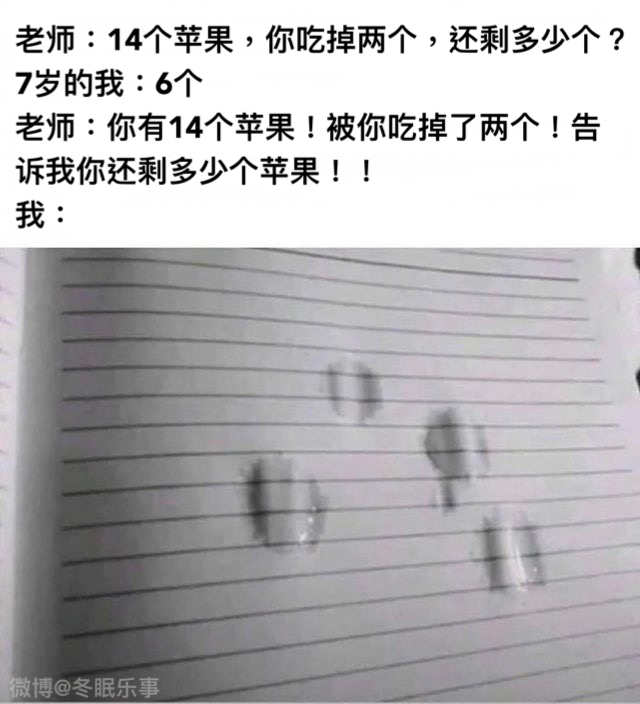 老师：14个苹果，你吃掉两个，还剩多少个？
7岁的我：6个
老师：你有14个苹果！被你吃掉了两个！告
诉我你还剩多少个苹果！！
我：
微博@冬眠乐事